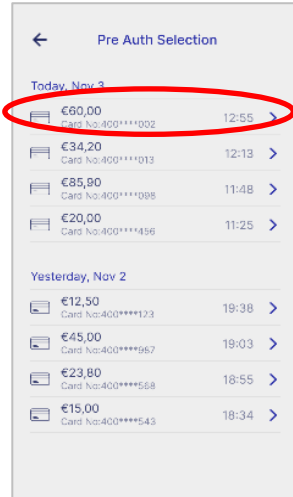 Pre Auth Selection
Today, Nov 3
€60,00
Card No:400****002
12:55
€34,20
Card No:400****013
12:13
€85,90
Card No:400****098
11:48
€20,00
Card No:400****456
11:25
Yesterday, Nov 2
€12,50
Card No:400****123
19:38
€45,00
Card No:400****957
19:03
€23,80
Card No:400****568
18:55
€15,00
Card No:400****543
18:34